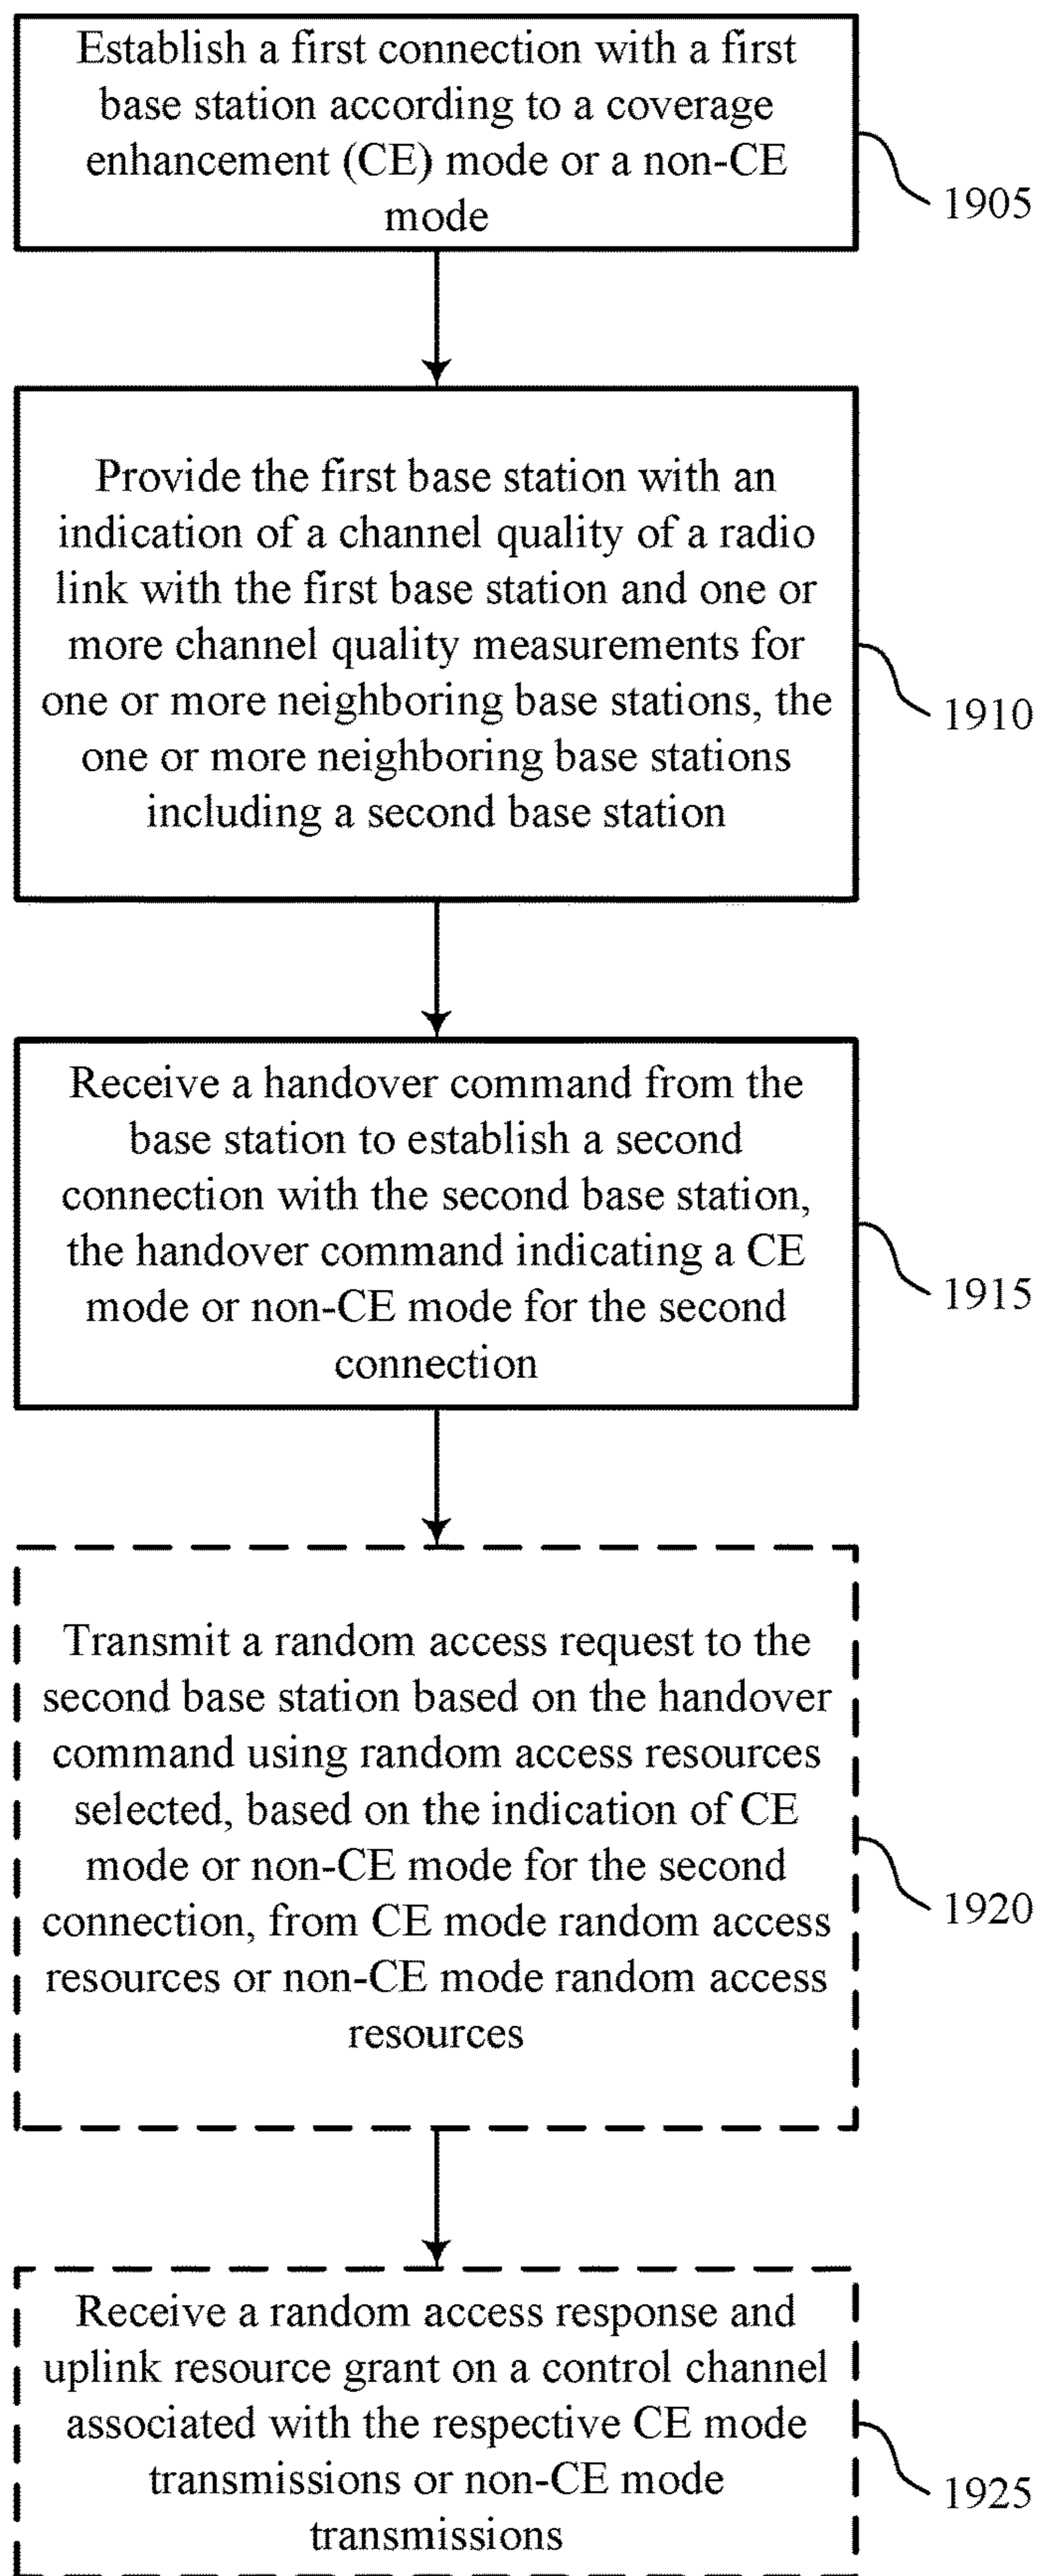 Establish a first connection with a first
base station according to a coverage
enhancement (CE) mode or a non-CE
mode
1905
Provide the first base station with an
indication of a channel quality of a radio
link with the first base station and one or
more channel quality measurements for
one or more neighboring base stations, the
one or more neighboring base stations
including a second base station
1910
Receive a handover command from the
base station to establish a second
connection with the second base station,
the handover command indicating a CE
mode or non-CE mode for the second
connection
1915
Transmit a random access request to the
second base station based on the handover
command using random access resources
selected, based on the indication of CE
mode or non-CE mode for the second
connection, from CE mode random access
resources or non-CE mode random access
resources
1920
Receive a random access response and
uplink resource grant on a control channel
associated with the respective CE mode
transmissions or non-CE mode
transmissions
1925